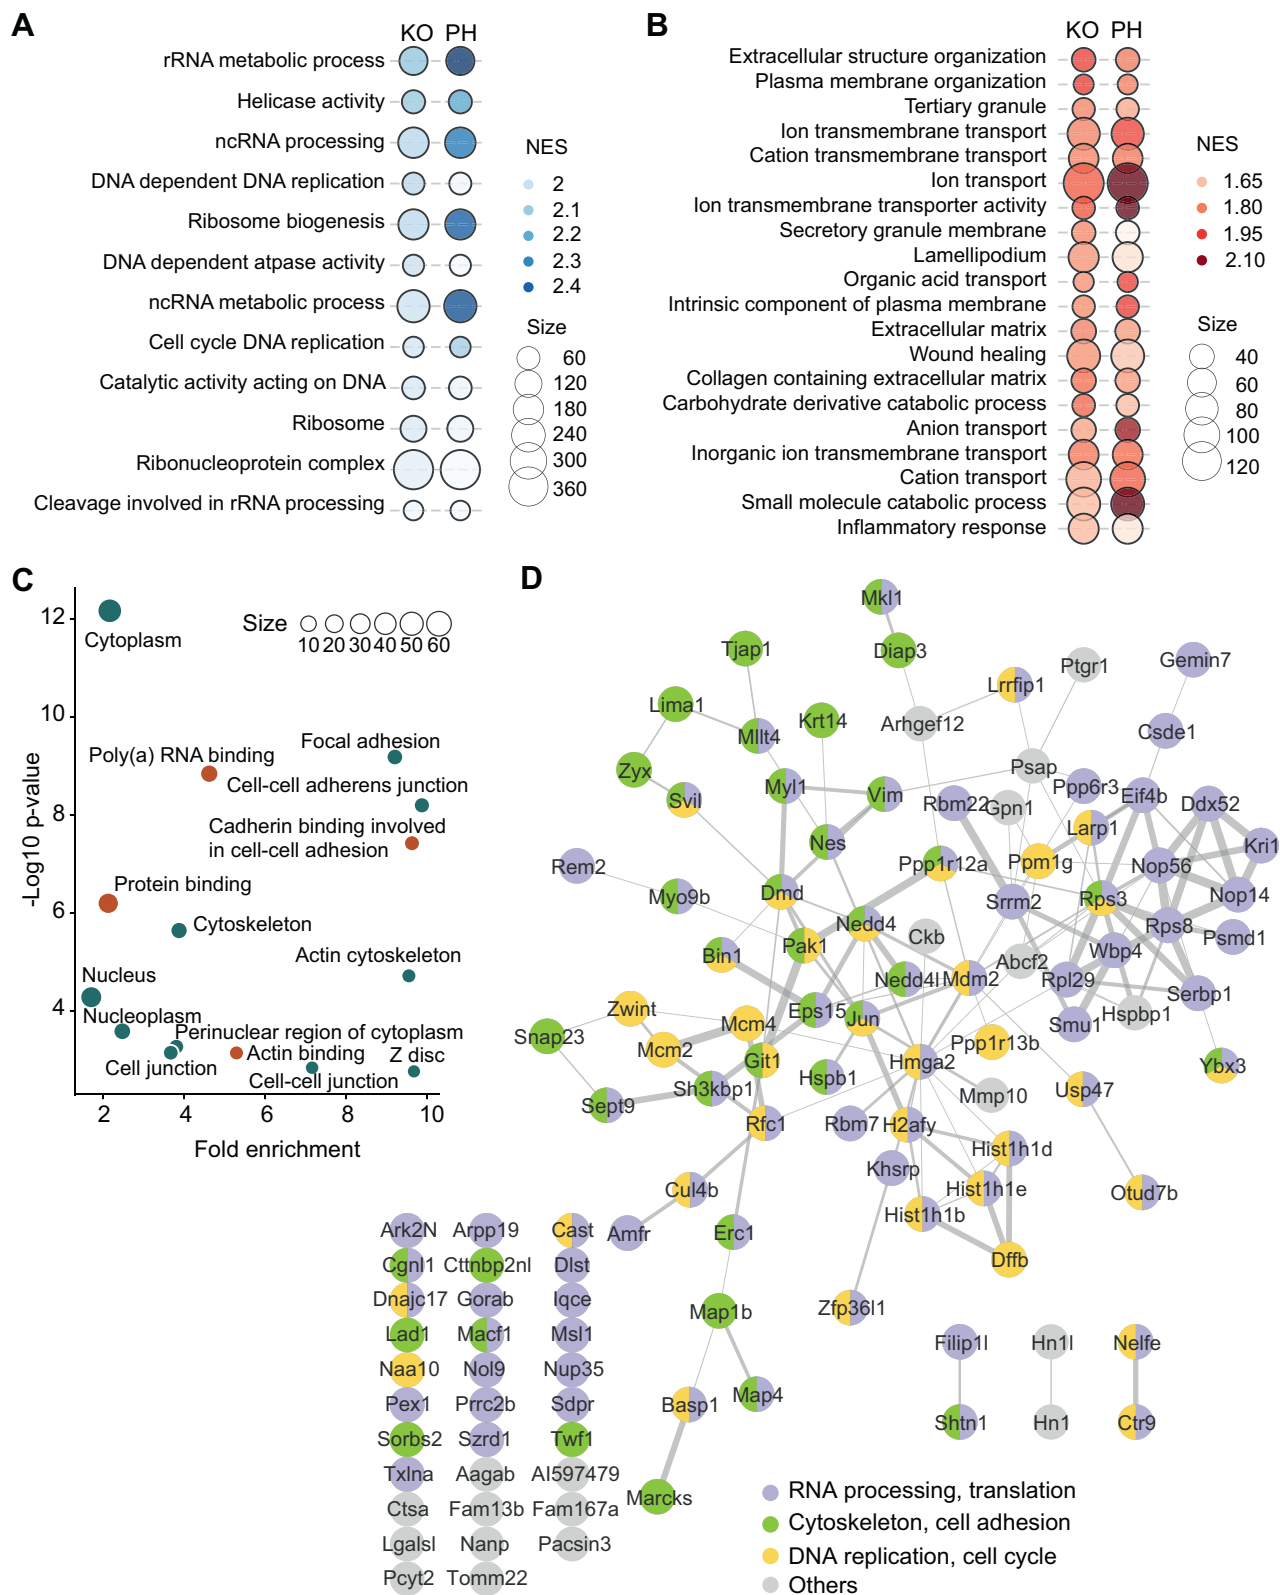 A
KO PH
rRNA metabolic process
Helicase activity
ncRNA processing
DNA dependent DNA replication
Ribosome biogenesis
DNA dependent atpase activity
ncRNA metabolic process
Cell cycle DNA replication
Catalytic activity acting on DNA
Ribosome
Ribonucleoprotein complex
Cleavage involved in rRNA processing
NES
2
2.1
2.2
2.3
2.4
Size
60
120
180
240
300
360
B
KO PH
Extracellular structure organization
Plasma membrane organization
Tertiary granule
Ion transmembrane transport
Cation transmembrane transport
Ion transport
Ion transmembrane transporter activity
Secretory granule membrane
Lamellipodium
Organic acid transport
Intrinsic component of plasma membrane
Extracellular matrix
Wound healing
Collagen containing extracellular matrix
Carbohydrate derivative catabolic process
Anion transport
Inorganic ion transmembrane transport
Cation transport
Small molecule catabolic process
Inflammatory response
NES
1.65
1.80
1.95
2.10
Size
40
60
80
100
120
C
-Log10 p-value
12
10
8
6
4
2 4 6 8 10
Fold enrichment
Size
10 20 30 40 50 60
Cytoplasm
Focal adhesion
Poly(a) RNA binding
Cell-cell adherens junction
Cadherin binding involved
in cell-cell adhesion
Protein binding
Cytoskeleton
Actin cytoskeleton
Nucleus
Nucleoplasm
Perinuclear region of cytoplasm
Cell junction
Actin binding
Z disc
Cell-cell junction
D
Mkl1
Tjap1
Diap3
Ptgr1
Gemin7
Lrrfip1
Lima1
Krt14
Arhgef12
Csde1
Mllt4
Zyx
Psap
Svil
Myl1
Vim
Rbm22
Gpn1
Ppp6r3
Eif4b
Ddx52
Larp1
Nes
Kri1
Rem2
Ppp1r12a
Ppm1g
Nop56
Myo9b
Dmd
Srrm2
Rps3
Nop14
Nedd4
Rps8
Psmd1
Ckb
Bin1
Pak1
Wbp4
Abcf2
Nedd4l
Mdm2
Rpl29
Serbp1
Zwint
Eps15
Jun
Smu1
Hspbp1
Snap23
Mcm4
Mcm2
Ppp1r13b
Git1
Hmga2
Ybx3
Sh3kbp1
Hspb1
Mmp10
Usp47
Sept9
Rfc1
Rbm7
H2afy
Hist1h1d
Khsrp
Cul4b
Hist1h1e
Otud7b
Hist1h1b
Amfr
Erc1
Dffb
Map1b
Zfp36l1
Basp1
Map4
Marcks
Filip1l
Hn1l
Nelfe
Shtn1
Hn1
Ctr9
Ark2N Arpp19 Cast
Cgnl1 Cttnbp2nl Dlst
Dnajc17 Gorab Iqce
Lad1 Macf1 Msl1
Naa10 Nol9 Nup35
Pex1 Prrc2b Sdpr
Sorbs2 Szrd1 Twf1
Txlna Aagab AI597479
Ctsa Fam13b Fam167a
Lgalsl Nanp Pacsin3
Pcyt2 Tomm22
RNA processing, translation
Cytoskeleton, cell adhesion
DNA replication, cell cycle
Others